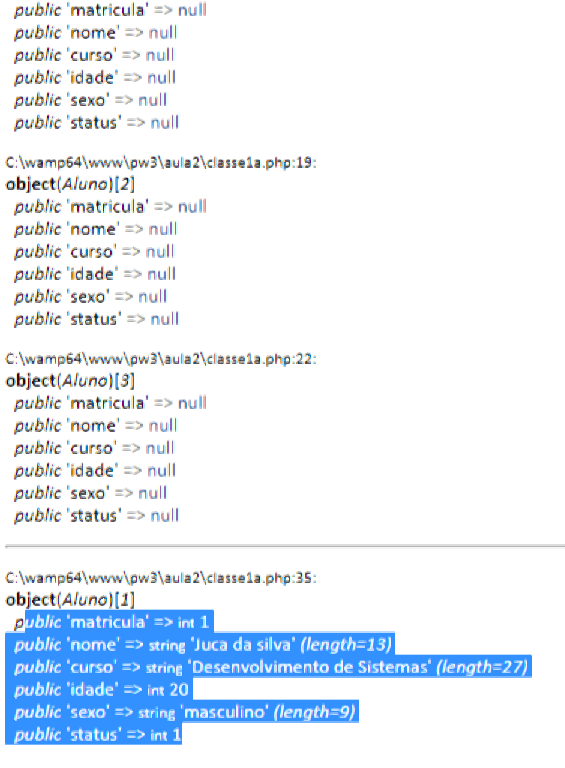 public 'matricula' => null
public 'nome' => null
public 'curso' => null
public 'idade' => null
public 'sexo' => null
public 'status' => null
C:\wamp64\www\pw3\aula2\classe1a.php:19:
object(Aluno)[2]
public 'matricula' => null
public 'nome' => null
public 'curso' => null
public 'idade' => null
public 'sexo' => null
public 'status' => null
C:\wamp64\www\pw3\aula2\classe1a.php:22:
object(Aluno)[3]
public 'matricula' => null
public 'nome' => null
public 'curso' => null
public 'idade' => null
public 'sexo' => null
public 'status' => null
C:\wamp64\www\pw3\aula2\classe1a.php:35:
object(Aluno)[1]
public 'matricula' => int 1
public 'nome' => string 'Juca da silva' (length=13)
public 'curso' => string 'Desenvolvimento de Sistemas' (length=27)
public 'idade' => int 20
public 'sexo' => string 'masculino' (length=9)
public 'status' => int 1